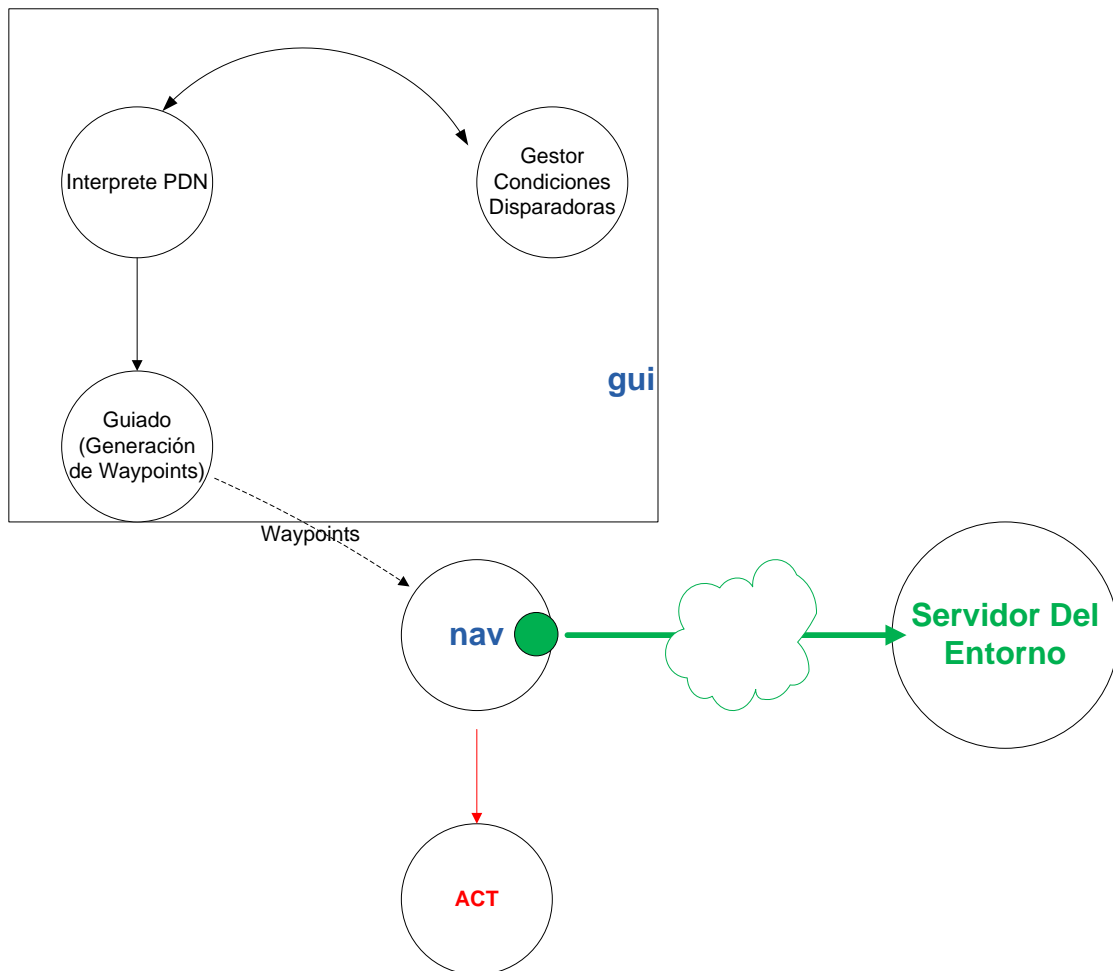 Interprete PDN
Gestor
Condiciones
Disparadoras
gui
Guiado
(Generación
de Waypoints)
Waypoints
nav
Servidor Del
Entorno
ACT